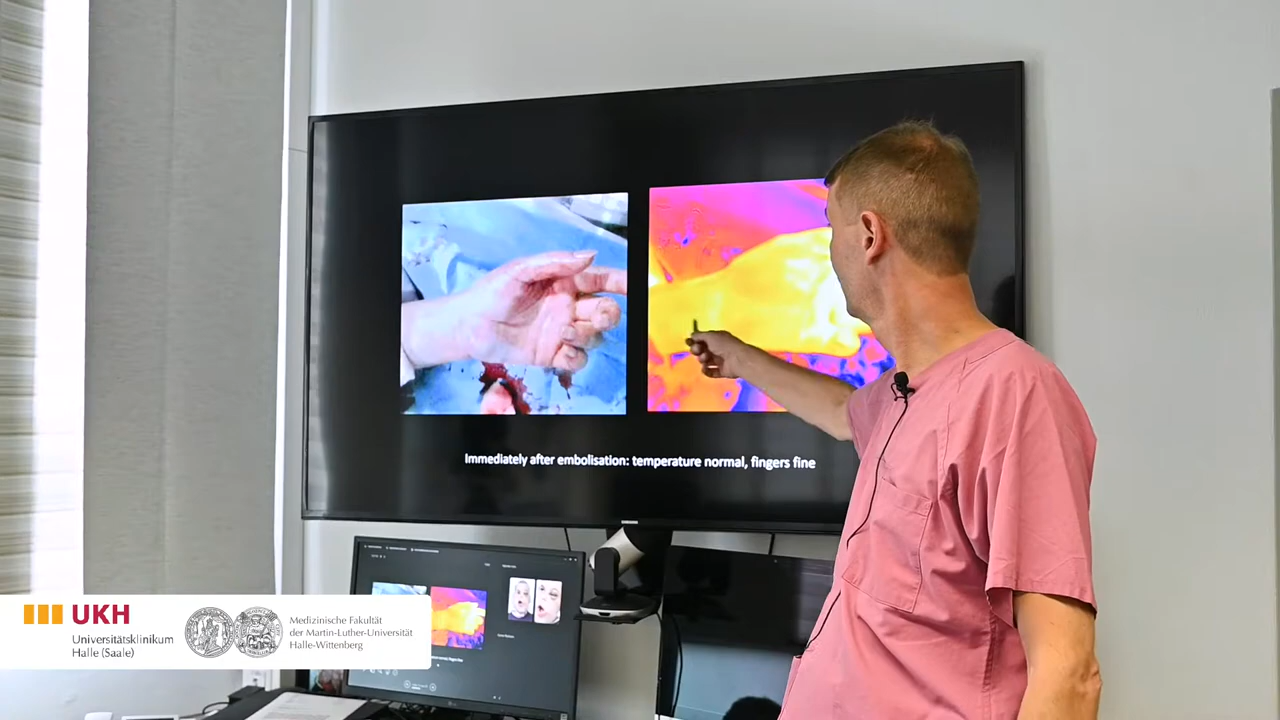 Immediately after embolisation: temperature normal, fingers fine
SAMSUNG
UKH
Universitätsklinikum
Halle (Saale)
Medizinische Fakultät
der Martin-Luther-Universität
Halle-Wittenberg